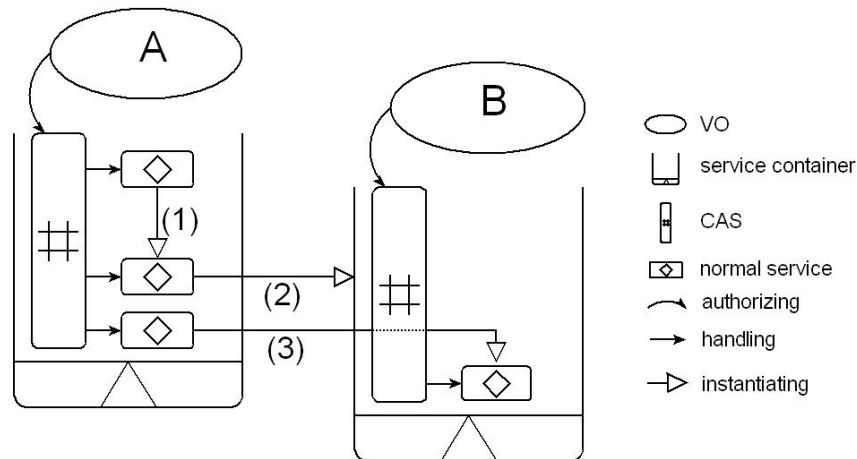 A
B
(1)
(2)
(3)
VO
service container
CAS
normal service
authorizing
handling
instantiating